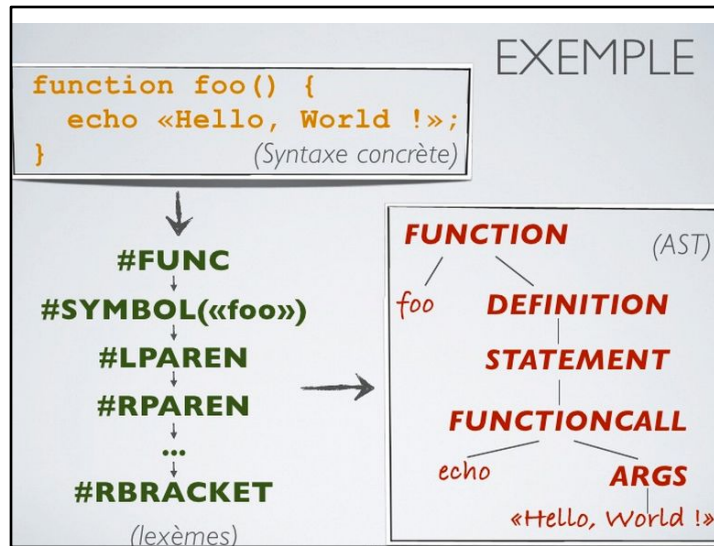 EXEMPLE
function foo() {
echo «Hello, World !»;
}
(Syntaxe concrète)
#FUNC
#SYMBOL(«foo»)
#LPAREN
#RPAREN
...
#RBRACKET
(lexèmes)
FUNCTION
(AST)
foo
DEFINITION
STATEMENT
FUNCTIONCALL
echo
ARGS
«Hello, World !»